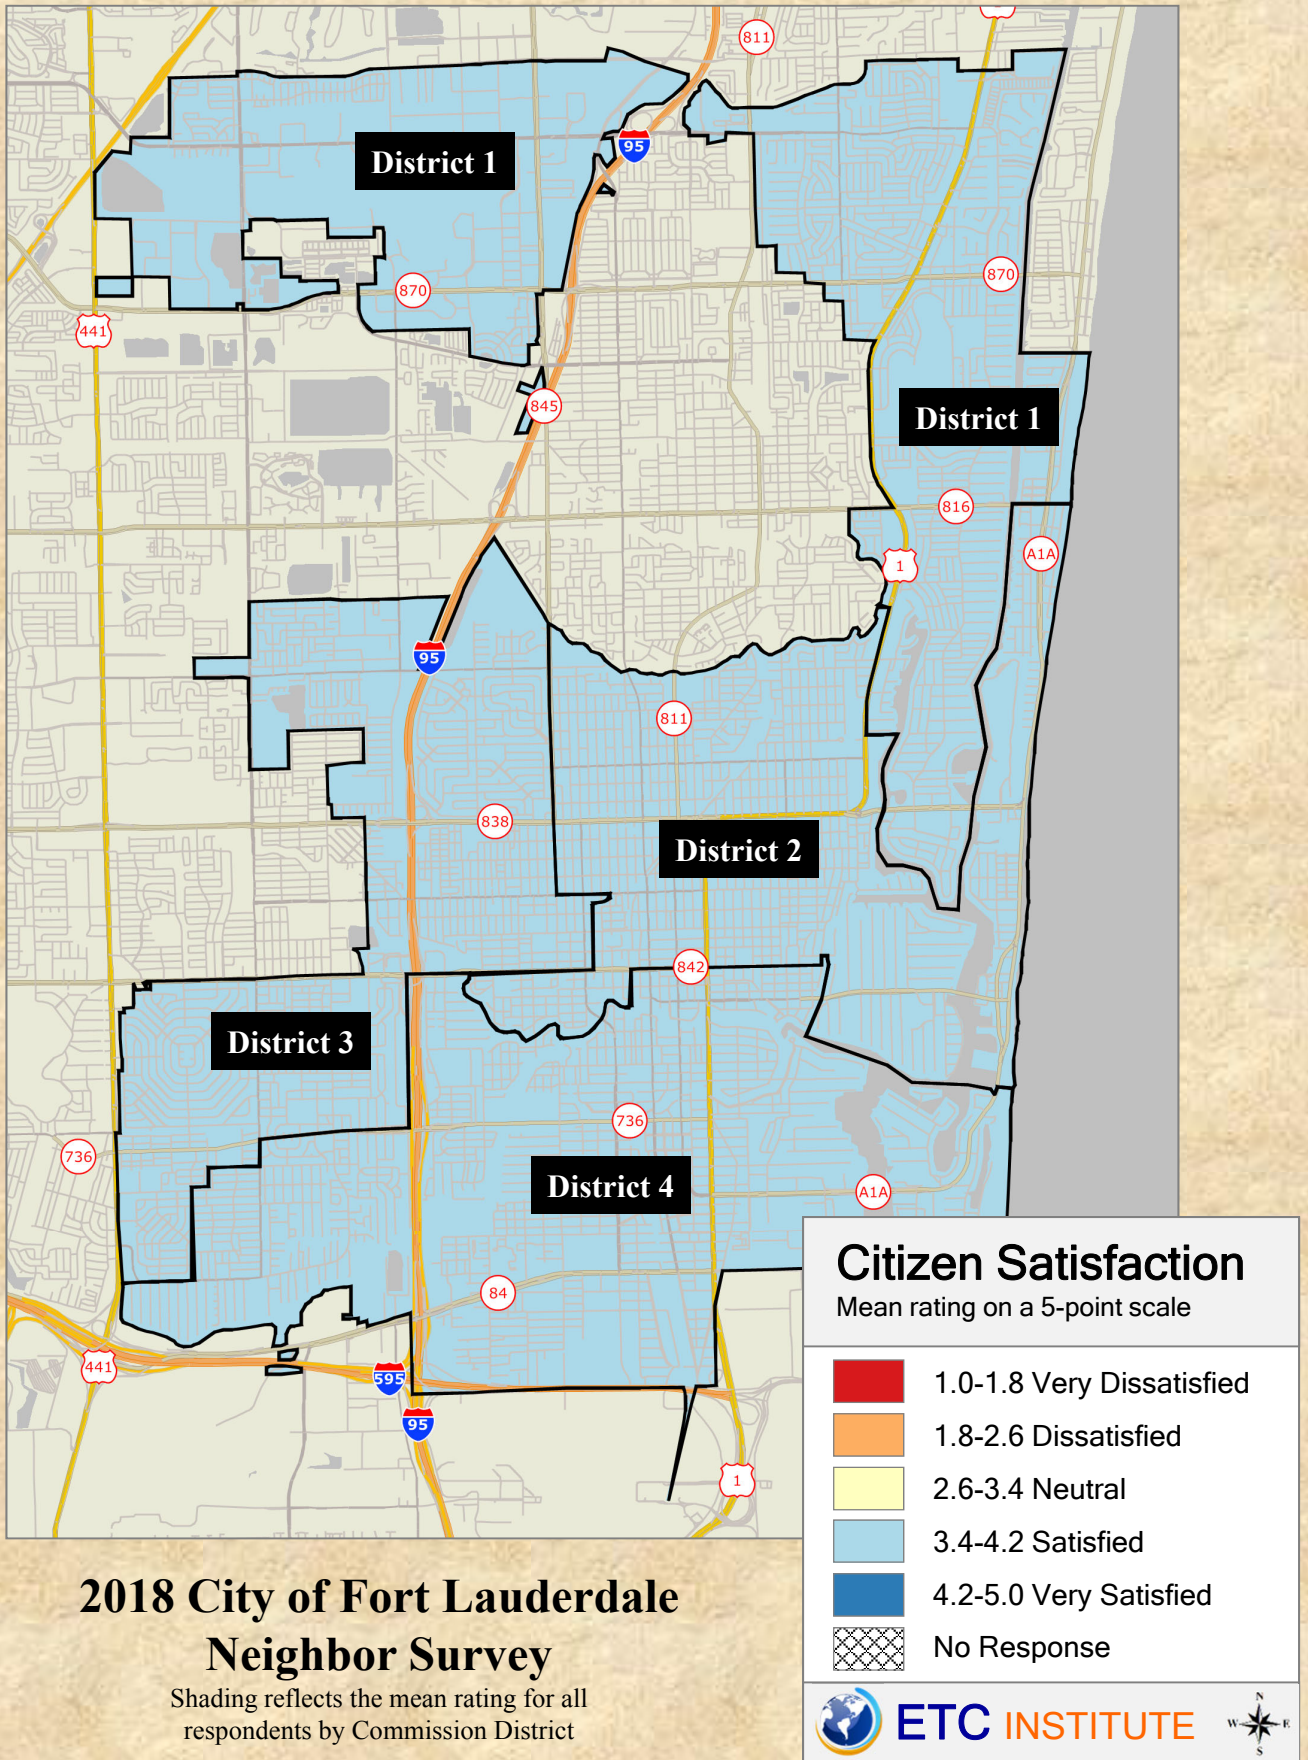 811
95
District 1
870
870
441
845
District 1
816
A1A
1
95
811
838
District 2
842
District 3
736
736
District 4
A1A
84
441
595
95
1
Citizen Satisfaction
Mean rating on a 5-point scale
1.0-1.8 Very Dissatisfied
1.8-2.6 Dissatisfied
2.6-3.4 Neutral
3.4-4.2 Satisfied
4.2-5.0 Very Satisfied
No Response
2018 City of Fort Lauderdale
Neighbor Survey
Shading reflects the mean rating for all
respondents by Commission District
ETC INSTITUTE
N
W E
S